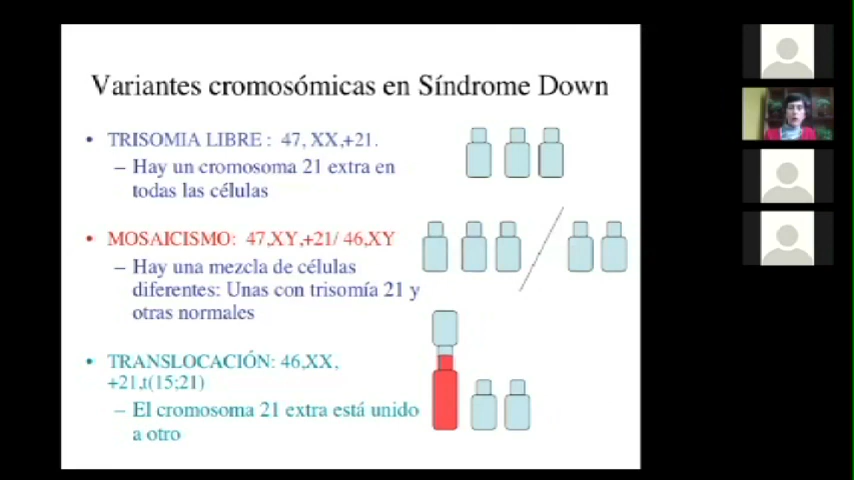 Variantes cromosómicas en Síndrome Down
• TRISOMIA LIBRE : 47, XX,+21.
– Hay un cromosoma 21 extra en
todas las células
• MOSAICISMO: 47,XY,+21/ 46,XY
– Hay una mezcla de células
diferentes: Unas con trisomía 21 y
otras normales
• TRANSLOCACIÓN: 46,XX,
+21,t(15;21)
– El cromosoma 21 extra está unido
a otro